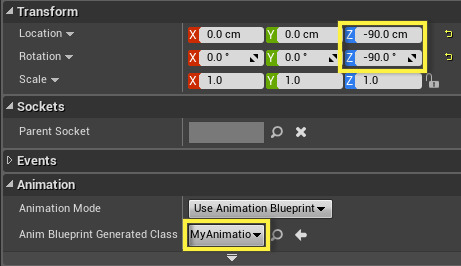 Transform
Location X 0.0 cm Y 0.0 cm Z -90.0 cm
Rotation X 0.0 ° Y 0.0 ° Z -90.0 °
Scale X 1.0 Y 1.0 Z 1.0
Sockets
Parent Socket
Events
Animation
Animation Mode Use Animation Blueprint
Anim Blueprint Generated Class MyAnimatio